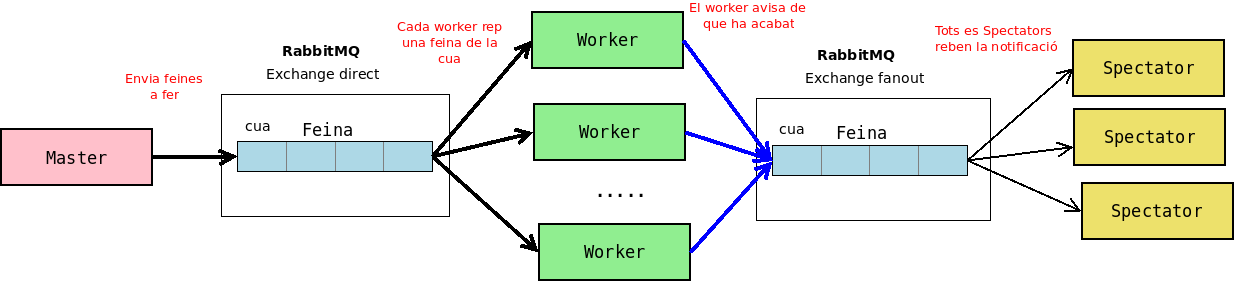 Master
Envia feines
a fer
RabbitMQ
Exchange direct
cua
Feina
Cada worker rep
una feina de la
cua
Worker
Worker
.....
Worker
El worker avisa de
que ha acabat
RabbitMQ
Exchange fanout
cua
Feina
Tots es Spectators
reben la notificació
Spectator
Spectator
Spectator